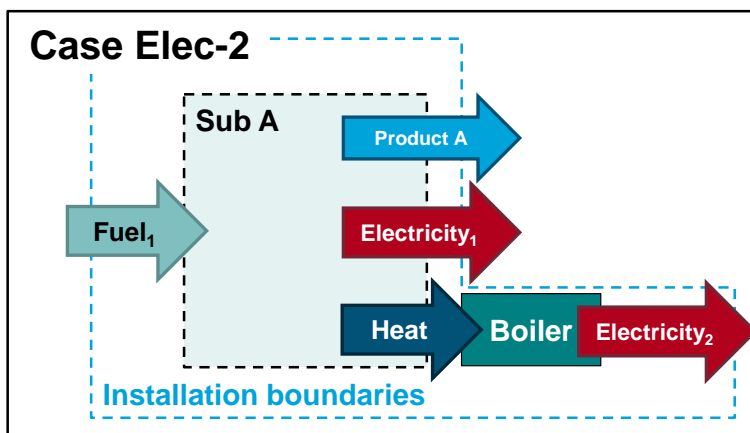 Case Elec-2
Sub A
Product A
Fuel₁
Electricity₁
Heat
Boiler
Electricity₂
Installation boundaries